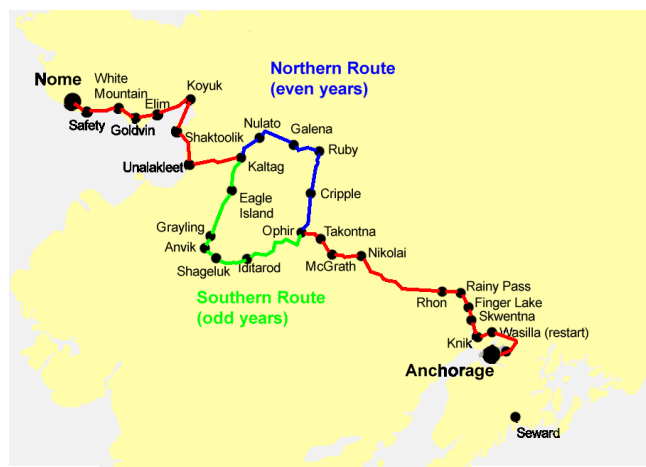 Northern Route
(even years)
Nome
White
Mountain
Elim
Koyuk
Safety
Goldvin
Shaktoolik
Unalakleet
Nulato
Galena
Ruby
Kaltag
Eagle
Island
Cripple
Grayling
Anvik
Shageluk
Iditarod
Ophir
Takontna
McGrath
Nikolai
Southern Route
(odd years)
Rhon
Rainy Pass
Finger Lake
Skwentna
Wasilla (restart)
Knik
Anchorage
Seward